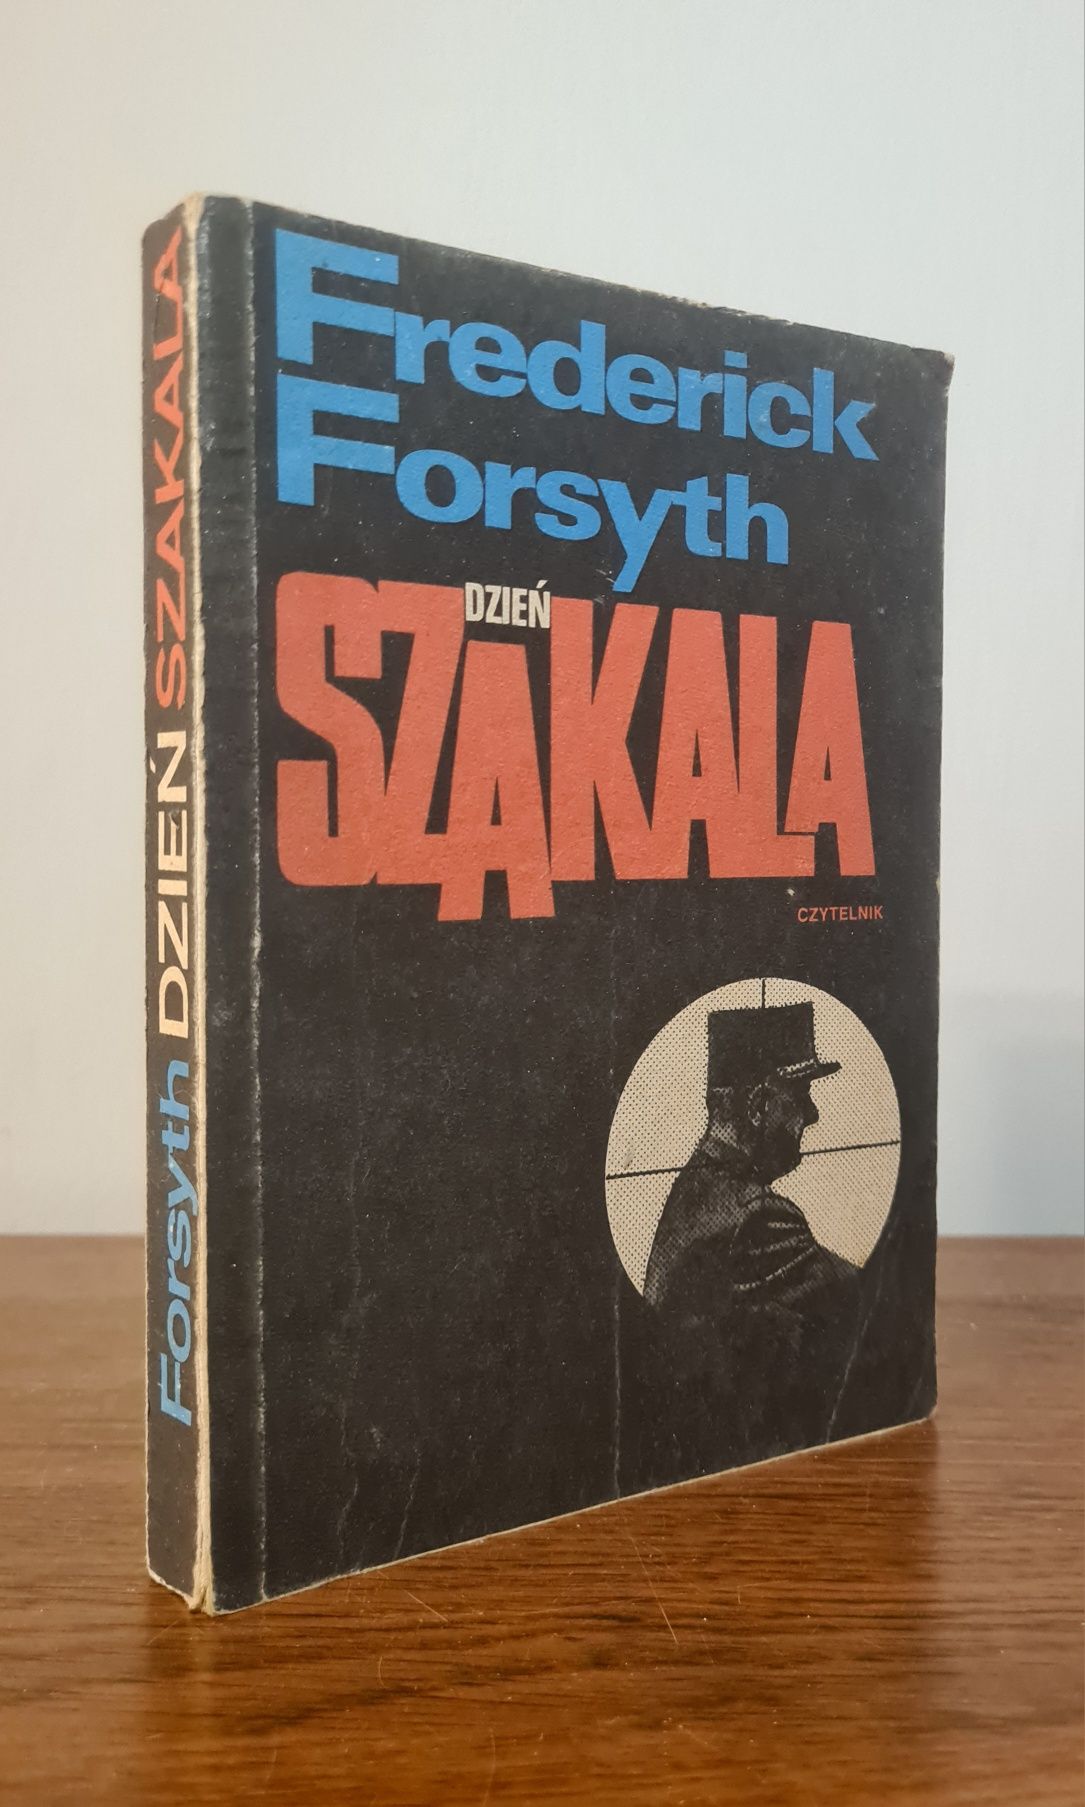 Frederick
Forsyth
DZIEŃ
SZAKALA
CZYTELNIK
Forsyth DZIEŃ SZAKALA